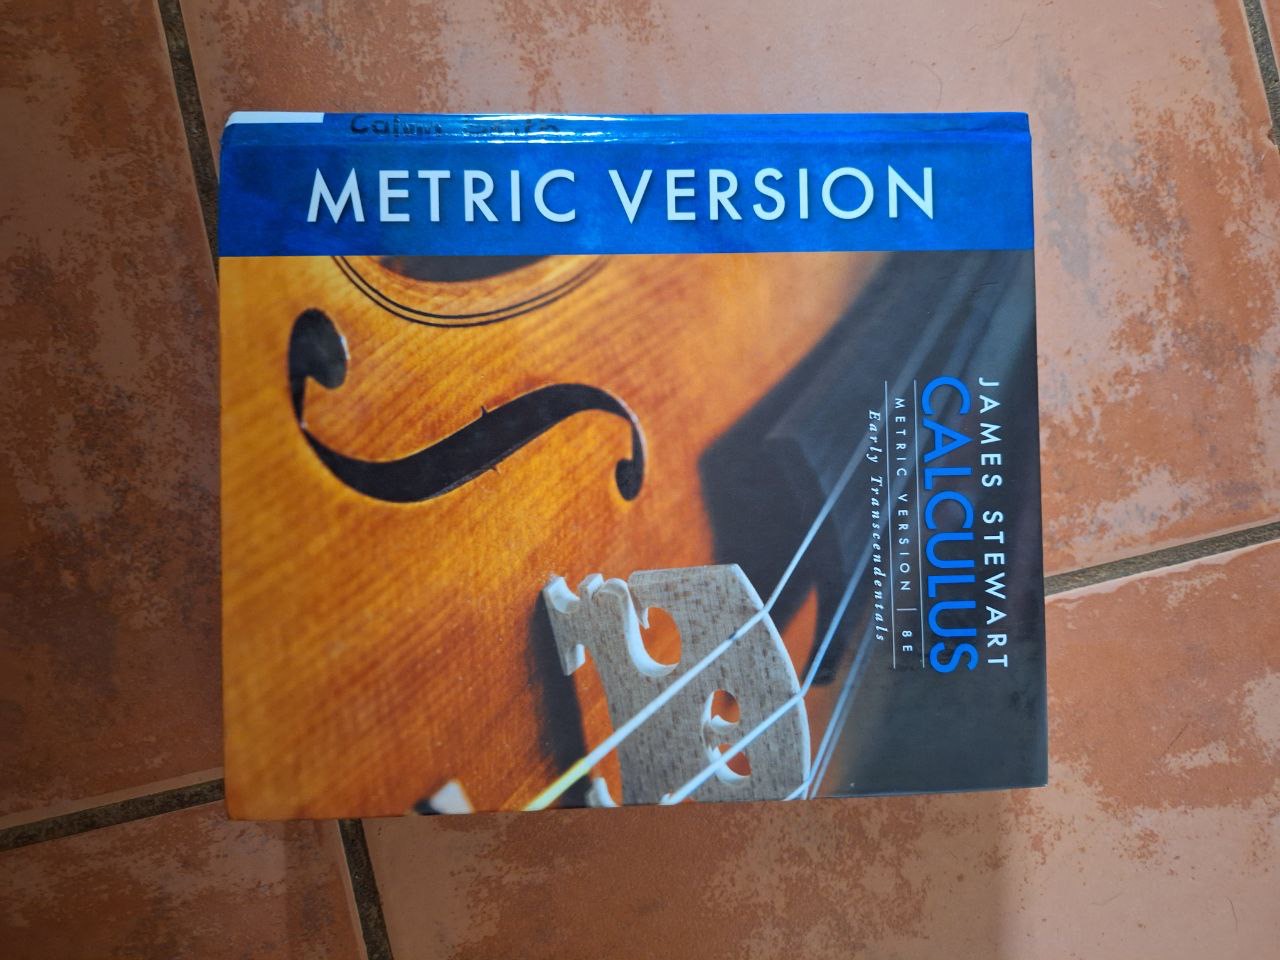 METRIC VERSION
JAMES STEWART
CALCULUS
METRIC VERSION | 8E
Early Transcendentals